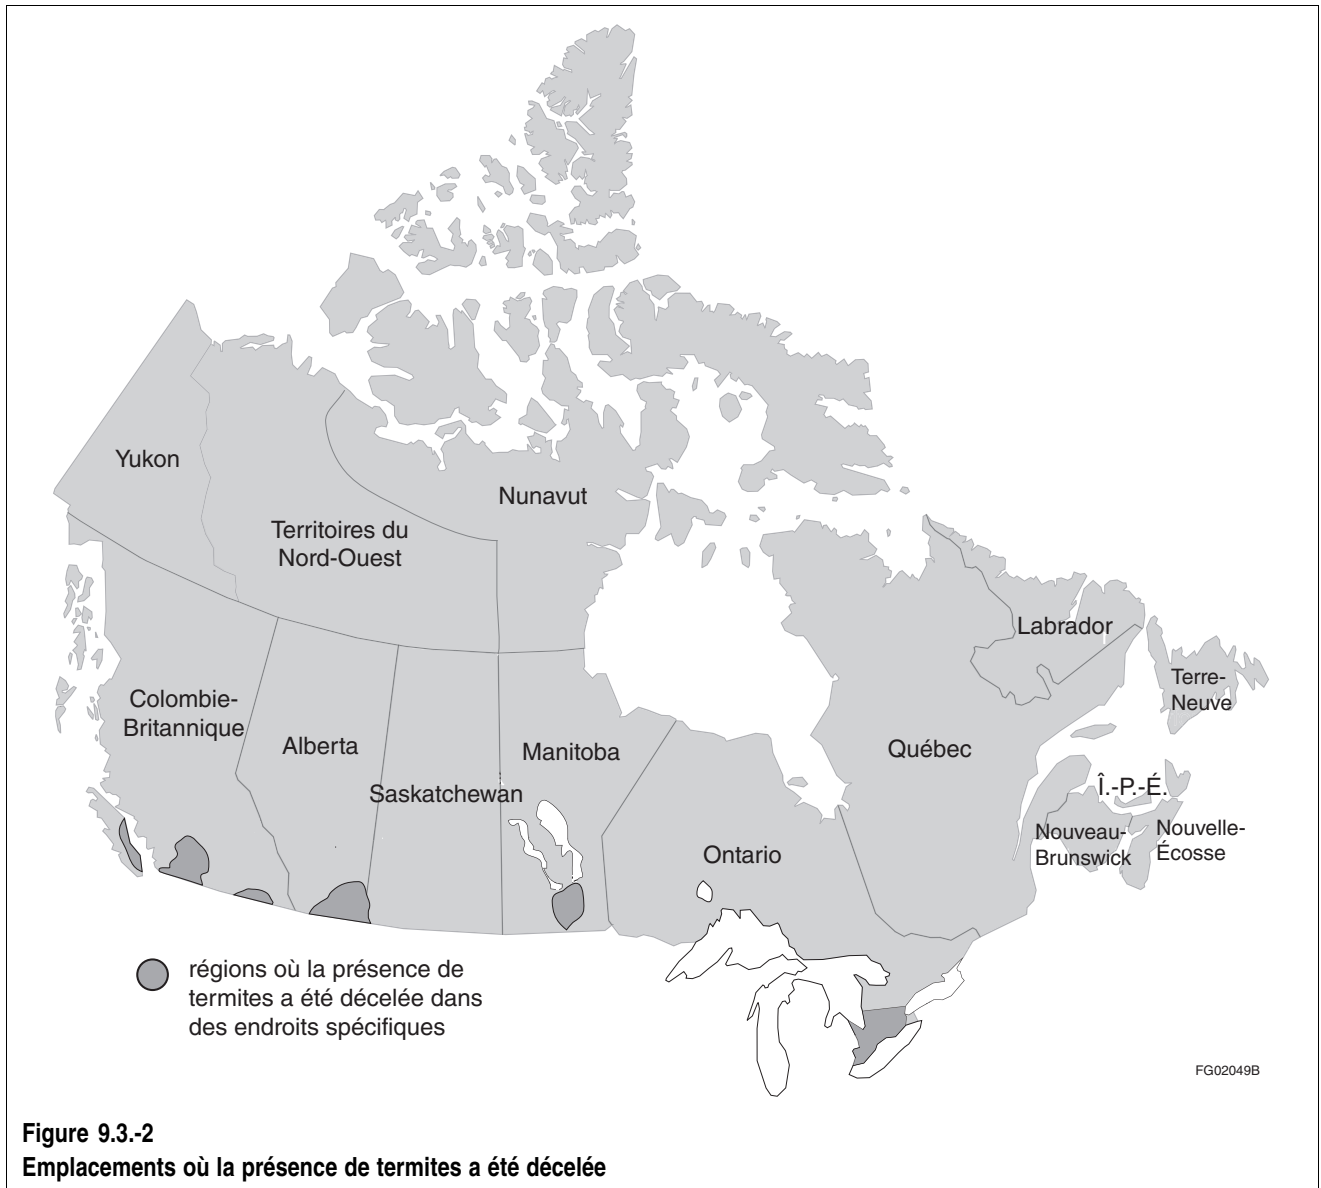 Yukon
Territoires du
Nord-Ouest
Nunavut
Colombie-
Britannique
Alberta
Saskatchewan
Manitoba
Ontario
Québec
Labrador
Terre-
Neuve
Î.-P.-É.
Nouveau-
Brunswick
Nouvelle-
Écosse
régions où la présence de
termites a été décelée dans
des endroits spécifiques
FG02049B
Figure 9.3.-2
Emplacements où la présence de termites a été décelée